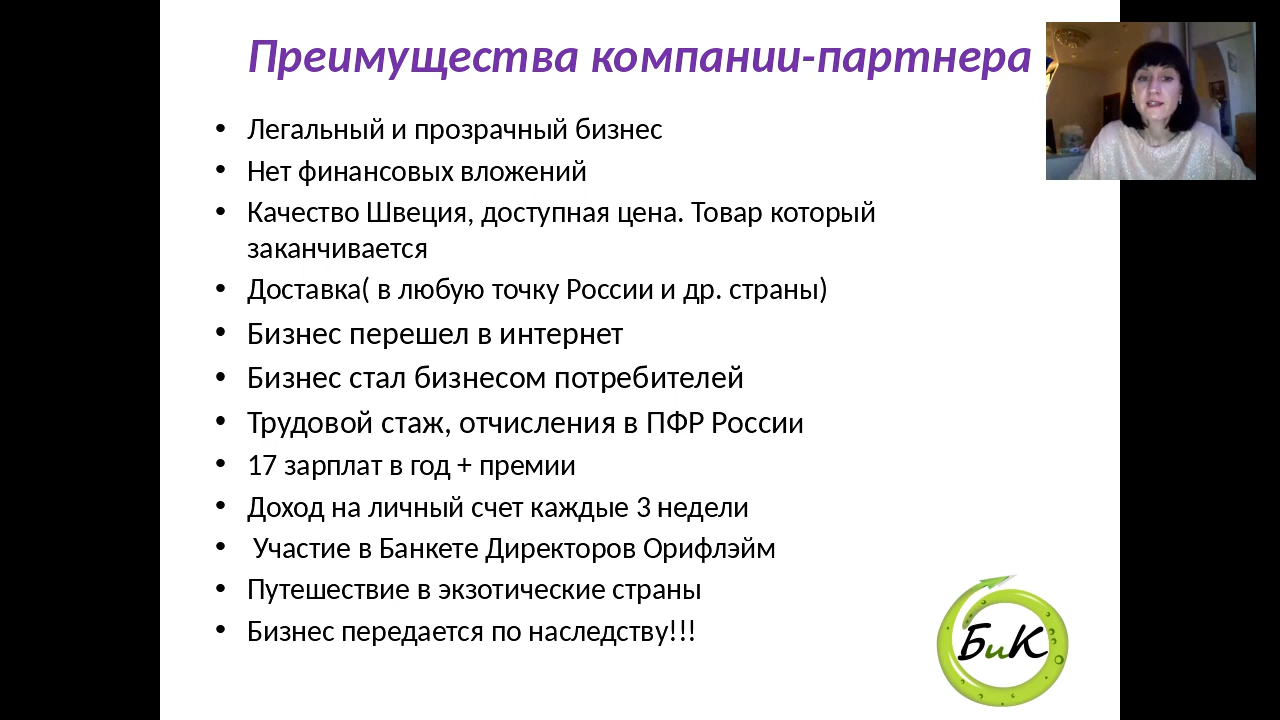 Преимущества компании-партнера
• Легальный и прозрачный бизнес
• Нет финансовых вложений
• Качество Швеция, доступная цена. Товар который
заканчивается
• Доставка( в любую точку России и др. страны)
• Бизнес перешел в интернет
• Бизнес стал бизнесом потребителей
• Трудовой стаж, отчисления в ПФР России
• 17 зарплат в год + премии
• Доход на личный счет каждые 3 недели
• Участие в Банкете Директоров Орифлэйм
• Путешествие в экзотические страны
• Бизнес передается по наследству!!!
БиК